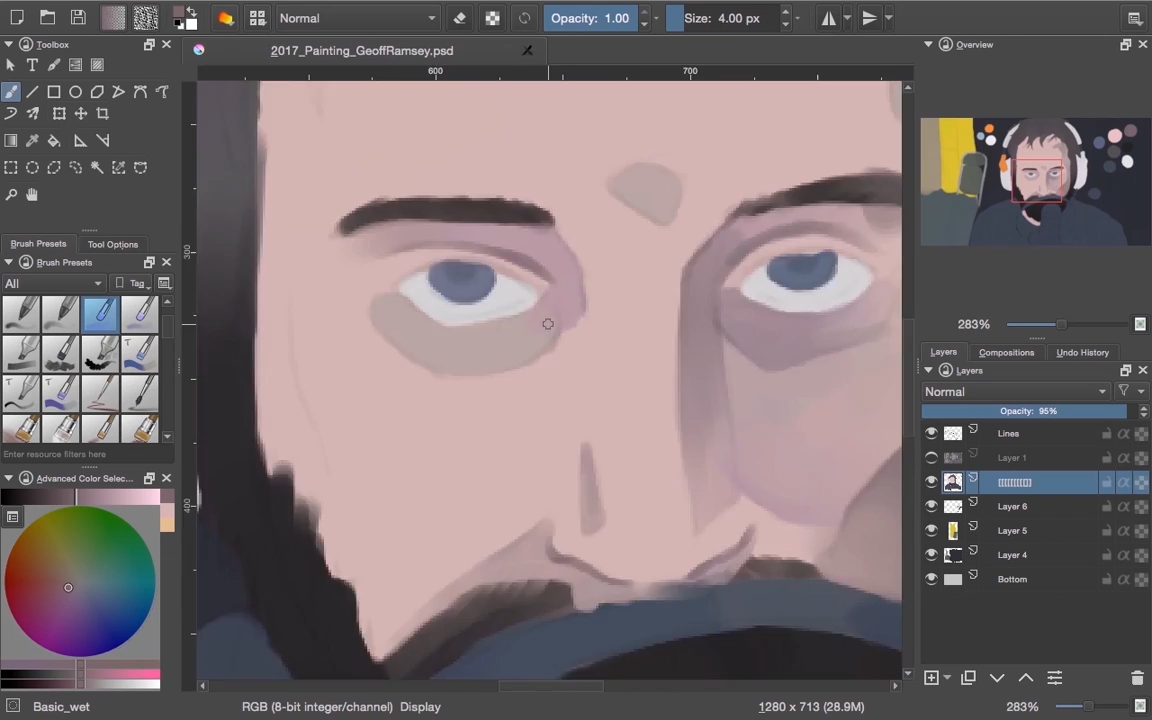 Normal
Opacity: 1.00
Size: 4.00 px
Toolbox
2017_Painting_GeoffRamsey.psd
Overview
600
700
300
400
Brush Presets
Tool Options
Brush Presets
All
Tag
T
T
T
Enter resource filters here
Advanced Color Selec...
283%
Layers
Compositions
Undo History
Layers
Normal
Opacity: 95%
Lines
Layer 1
[[[[[[[[[[]
Layer 6
Layer 5
Layer 4
Bottom
Basic_wet
RGB (8-bit integer/channel) Display
1280 x 713 (28.9M)
283%